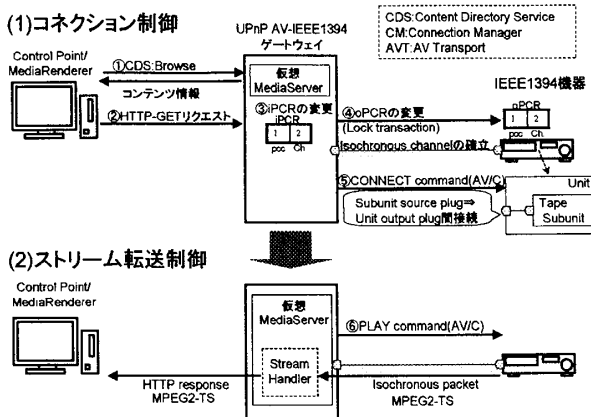 (1)コネクション制御
UPnP AV-IEEE1394
ゲートウェイ
CDS:Content Directory Service
CM:Connection Manager
AVT:AV Transport
Control Point/
MediaRenderer
①CDS:Browse
コンテンツ情報
②HTTP-GETリクエスト
仮想
MediaServer
③iPCRの変更
iPCR
1 2
pcc Ch
④oPCRの変更
(Lock transaction)
Isochronous channelの確立
IEEE1394機器
oPCR
1 2
pcc Ch
⑤CONNECT command(AV/C)
Subunit source plug⇒
Unit output plug間接続
Unit
Tape
Subunit
(2)ストリーム転送制御
Control Point/
MediaRenderer
仮想
MediaServer
⑥PLAY command(AV/C)
Stream
Handler
HTTP response
MPEG2-TS
Isochronous packet
MPEG2-TS